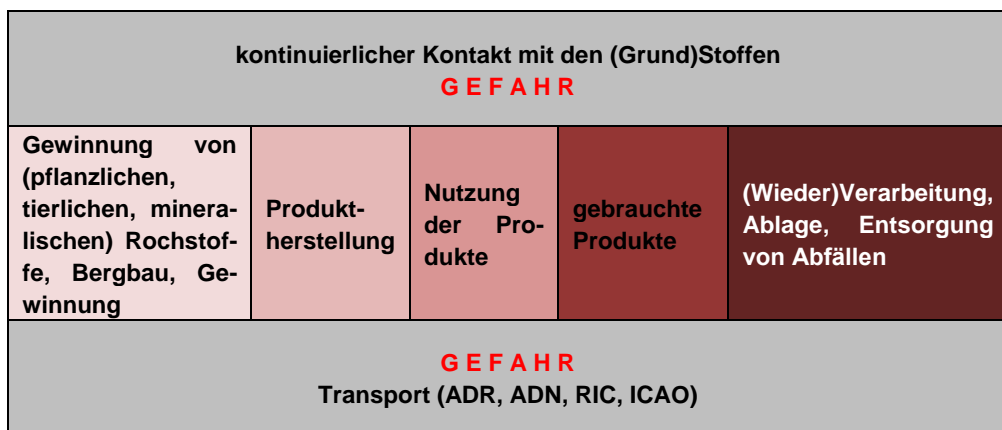 kontinuierlicher Kontakt mit den (Grund)Stoffen
G E F A H R
Gewinnung von
(pflanzlichen,
tierlichen, minera-
lischen) Rochstof-
fe, Bergbau, Ge-
winnung
Produkt-
herstellung
Nutzung
der Pro-
dukte
gebrauchte
Produkte
(Wieder)Verarbeitung,
Ablage, Entsorgung
von Abfällen
G E F A H R
Transport (ADR, ADN, RIC, ICAO)